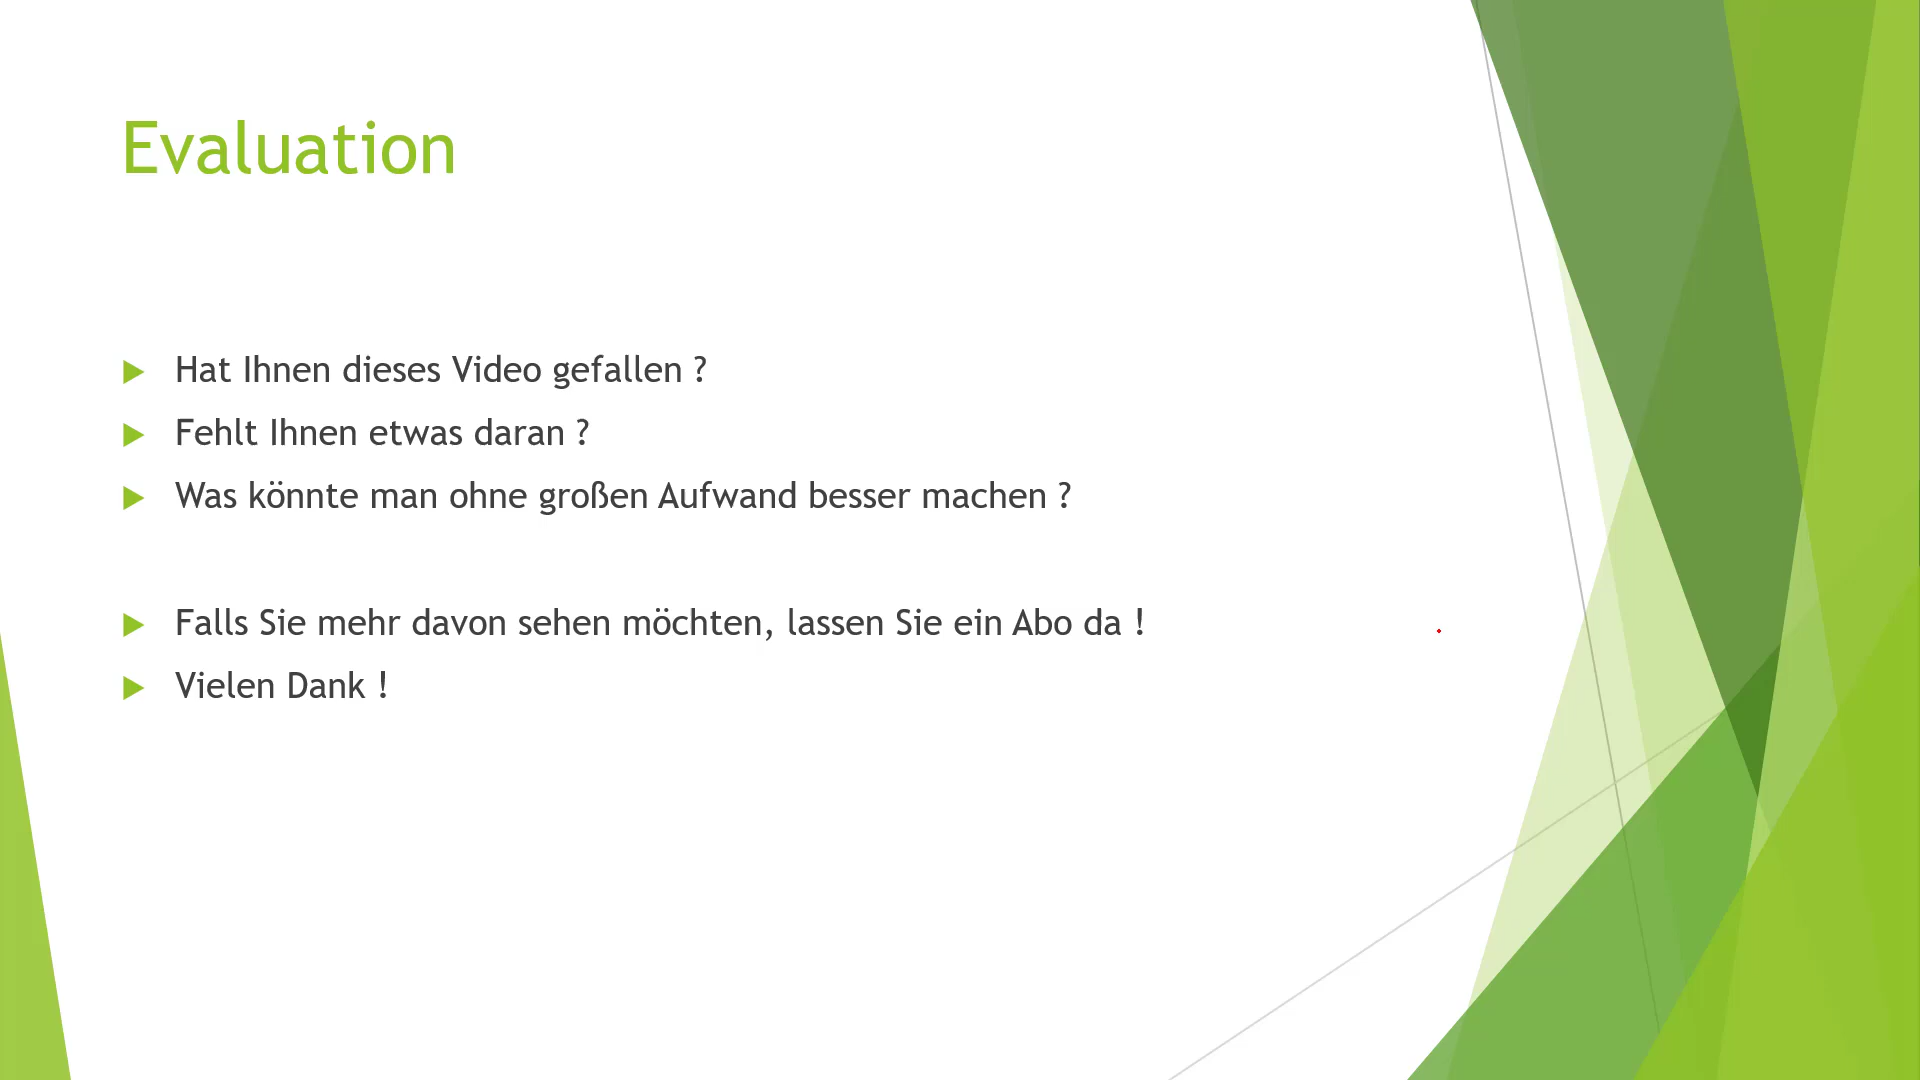 Evaluation
Hat Ihnen dieses Video gefallen ?
Fehlt Ihnen etwas daran ?
Was könnte man ohne großen Aufwand besser machen ?
Falls Sie mehr davon sehen möchten, lassen Sie ein Abo da !
Vielen Dank !